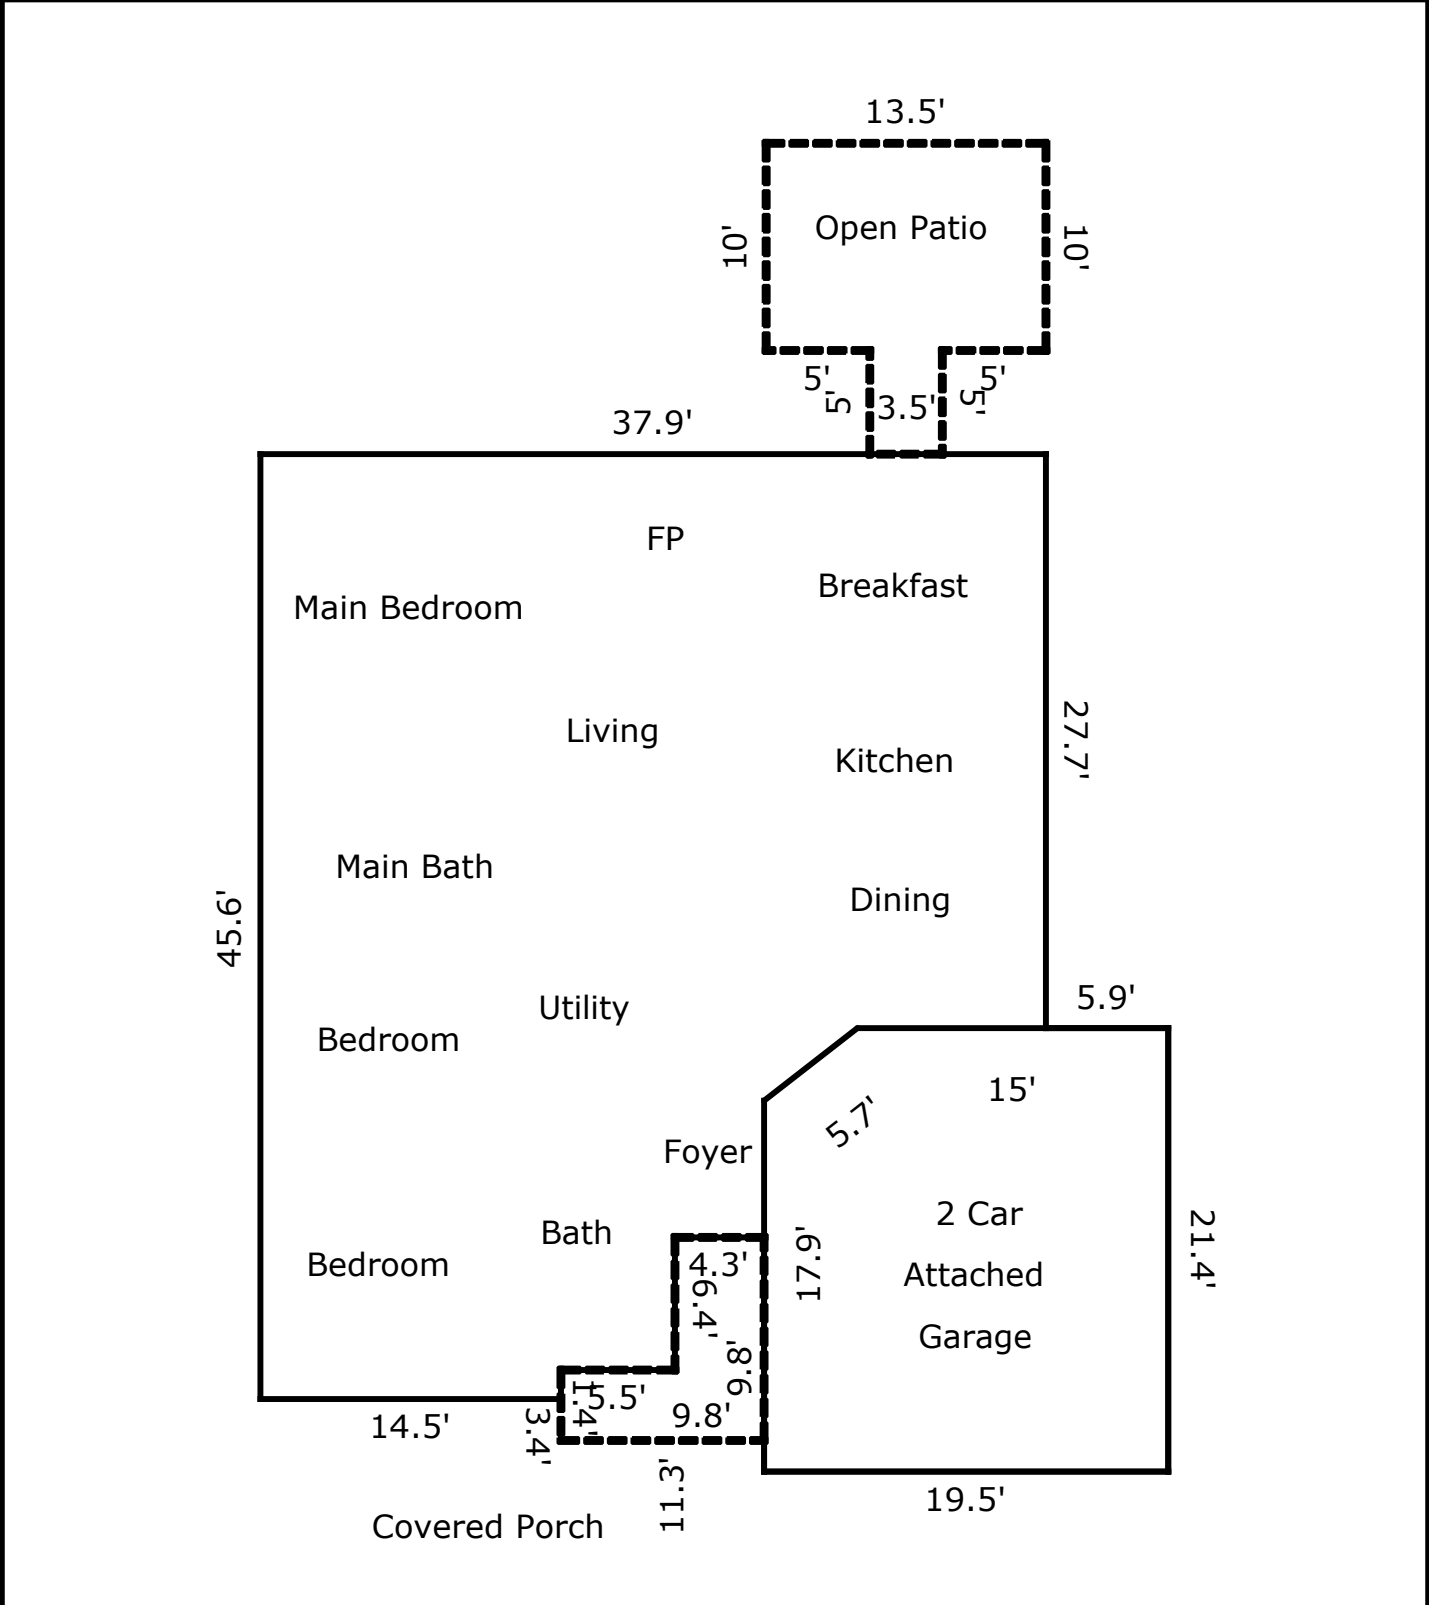 13.5'
Open Patio
10'
10'
5'
5'
5'
3.5'
5'
37.9'
FP
Breakfast
Main Bedroom
Living
27.7'
Kitchen
Main Bath
Dining
45.6'
5.9'
Utility
Bedroom
15'
5.7'
Foyer
2 Car
Bath
21.4'
4.3'
17.9'
Bedroom
Attached
6.4'
Garage
9.8'
1.4'
5.5'
9.8'
14.5'
3.4'
11.3'
19.5'
Covered Porch